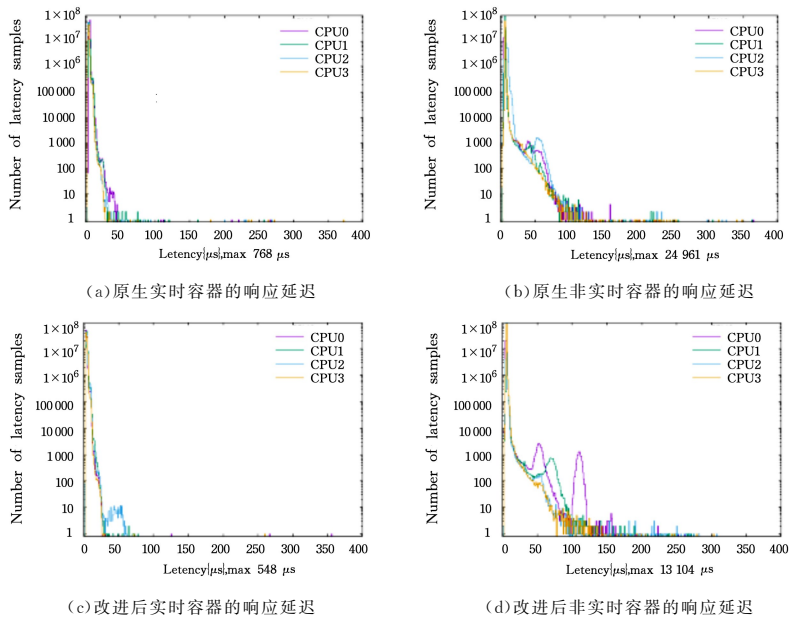 Number of latency samples
1×10⁸
1×10⁷
1×10⁶
100 000
10 000
1 000
100
10
1
0 50 100 150 200 250 300 350 400
CPU0
CPU1
CPU2
CPU3
Letency|μs|,max 768 μs
(a)原生实时容器的响应延迟
Number of latency samples
1×10⁸
1×10⁷
1×10⁶
100 000
10 000
1 000
100
10
1
0 50 100 150 200 250 300 350 400
CPU0
CPU1
CPU2
CPU3
Letency|μs|,max 24 961 μs
(b)原生非实时容器的响应延迟
Number of latency samples
1×10⁸
1×10⁷
1×10⁶
100 000
10 000
1 000
100
10
1
0 50 100 150 200 250 300 350 400
CPU0
CPU1
CPU2
CPU3
Letency|μs|,max 548 μs
(c)改进后实时容器的响应延迟
Number of latency samples
1×10⁸
1×10⁷
1×10⁶
100 000
10 000
1 000
100
10
1
0 50 100 150 200 250 300 350 400
CPU0
CPU1
CPU2
CPU3
Letency|μs|,max 13 104 μs
(d)改进后非实时容器的响应延迟